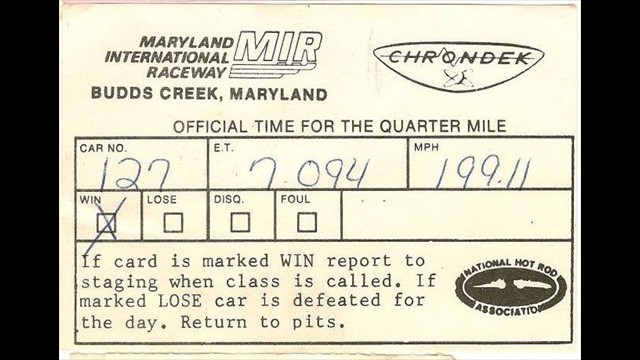 MARYLAND
INTERNATIONAL
RACEWAY
MIR
BUDDS CREEK, MARYLAND
CHRONDEK
OFFICIAL TIME FOR THE QUARTER MILE
CAR NO. E.T. MPH
127 7.094 199.11
WIN LOSE DISQ. FOUL
If card is marked WIN report to
staging when class is called. If
marked LOSE car is defeated for
the day. Return to pits.
NATIONAL HOT ROD
ASSOCIATION